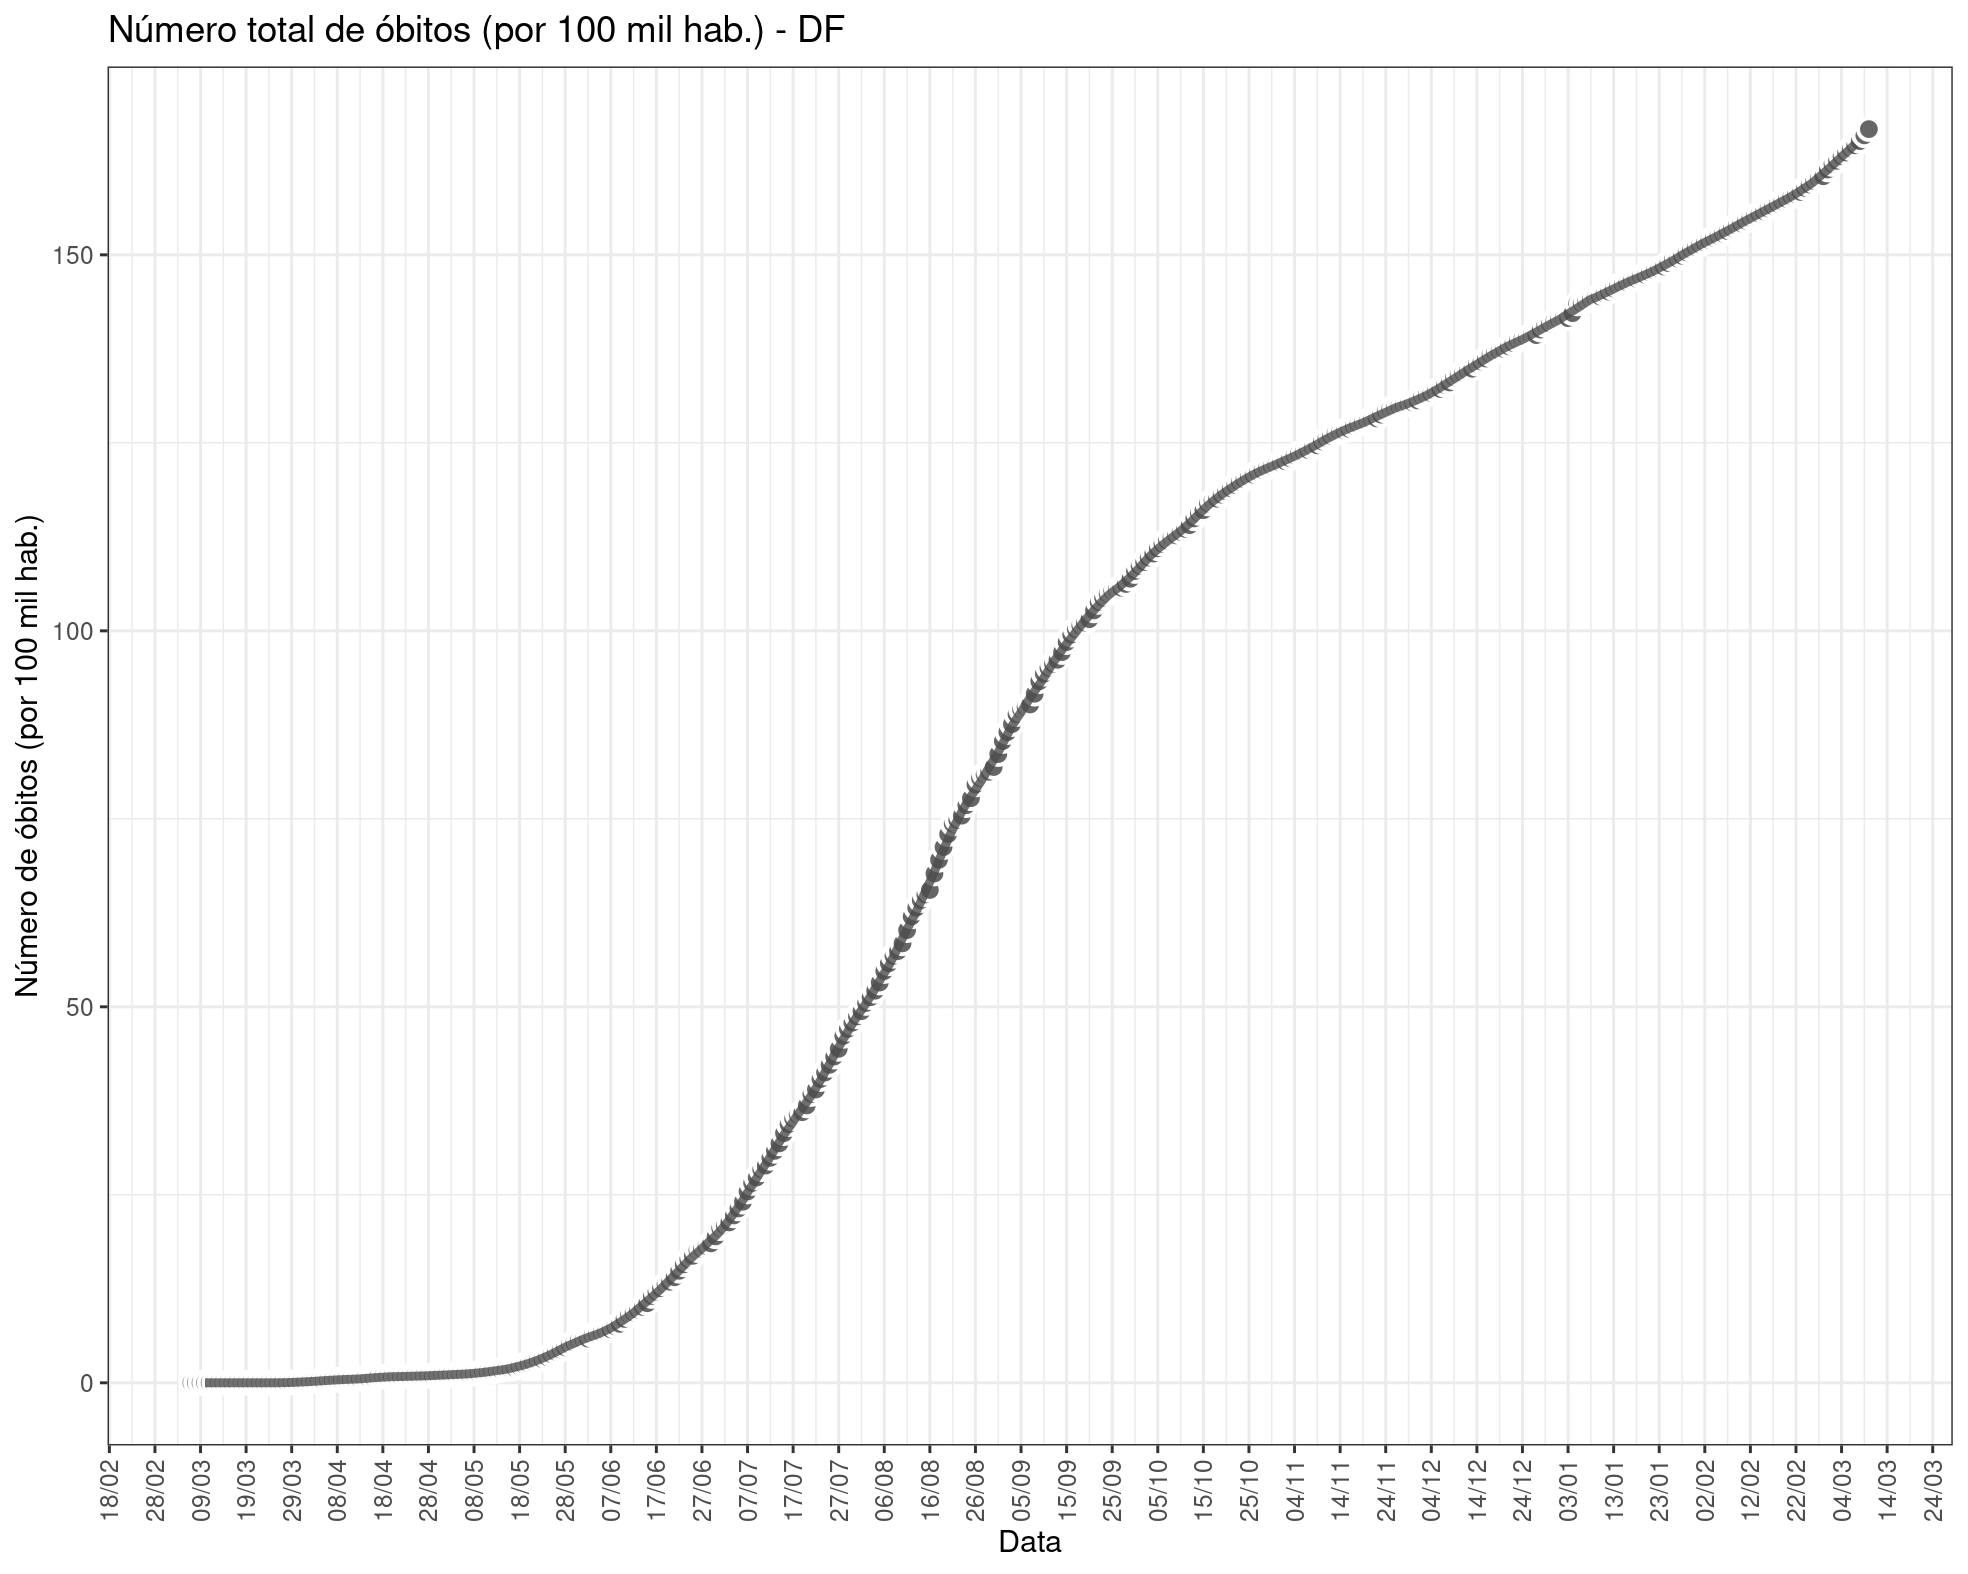 Número total de óbitos (por 100 mil hab.) - DF
Número de óbitos (por 100 mil hab.)
150
100
50
0
18/02 28/02 09/03 19/03 29/03 08/04 18/04 28/04 08/05 18/05 28/05 07/06 17/06 27/06 07/07 17/07 27/07 06/08 16/08 26/08 05/09 15/09 25/09 05/10 15/10 25/10 04/11 14/11 24/11 04/12 14/12 24/12 03/01 13/01 23/01 02/02 12/02 22/02 04/03 14/03 24/03
Data